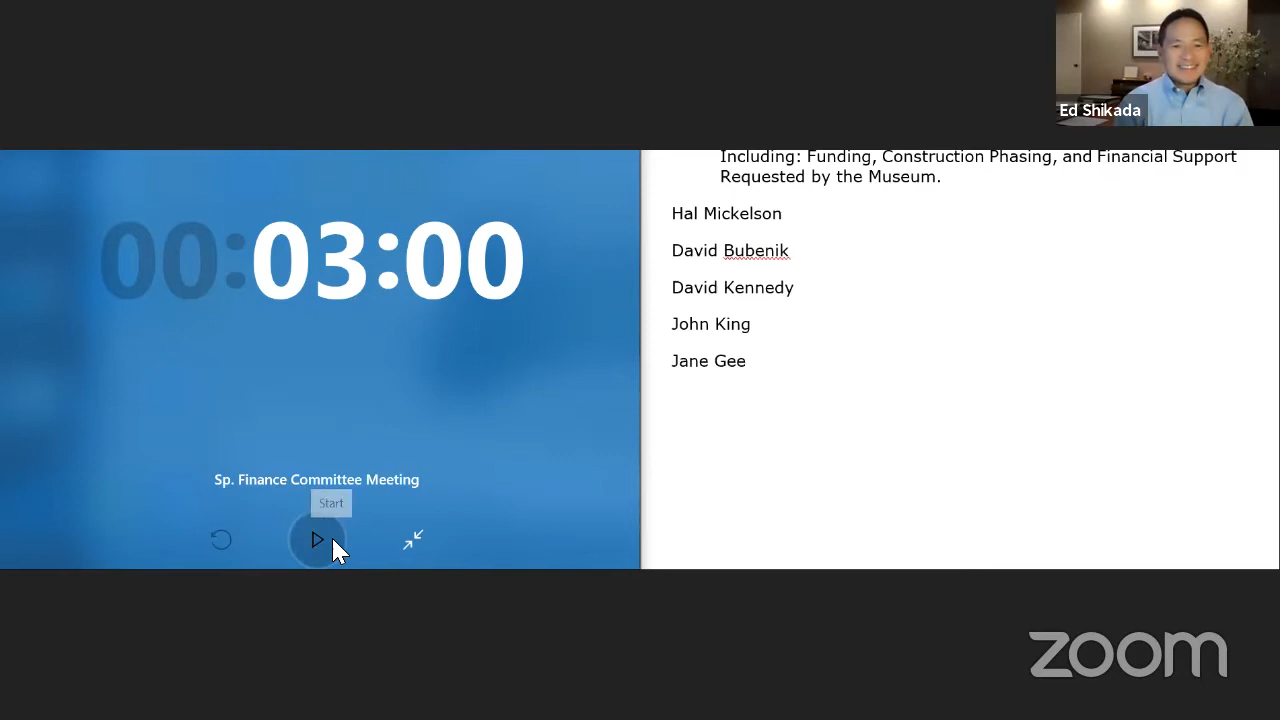 Ed Shikada
00:03:00
Sp. Finance Committee Meeting
Start
Including: Funding, Construction Phasing, and Financial Support
Requested by the Museum.
Hal Mickelson
David Bubenik
David Kennedy
John King
Jane Gee
zoom